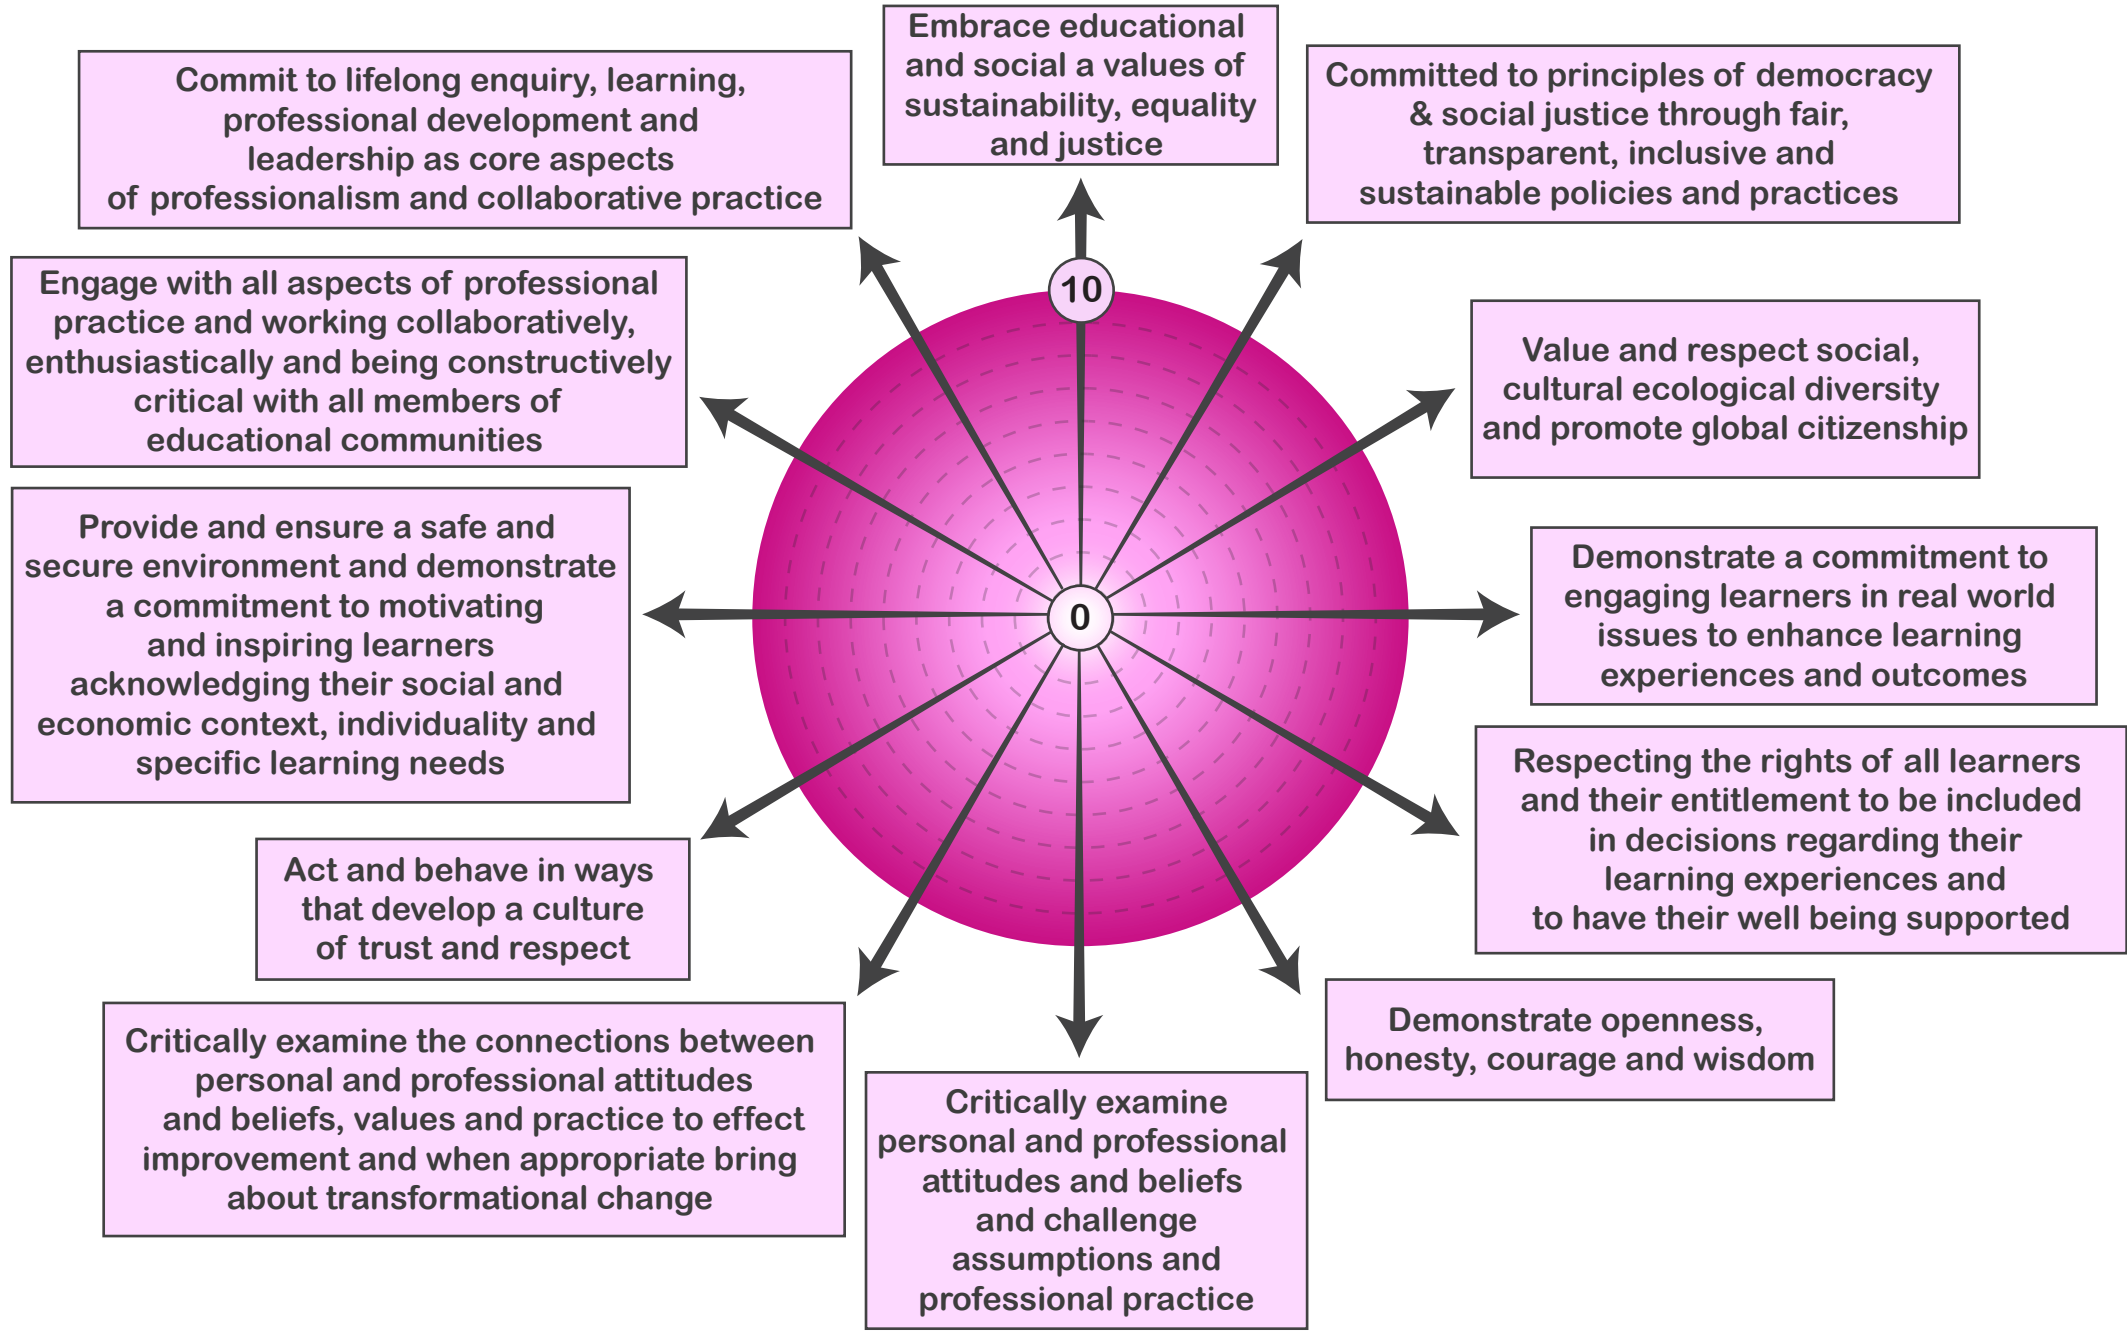 Embrace educational
and social a values of
sustainability, equality
and justice
Committed to principles of democracy
& social justice through fair,
transparent, inclusive and
sustainable policies and practices
Value and respect social,
cultural ecological diversity
and promote global citizenship
Demonstrate a commitment to
engaging learners in real world
issues to enhance learning
experiences and outcomes
Respecting the rights of all learners
and their entitlement to be included
in decisions regarding their
learning experiences and
to have their well being supported
Demonstrate openness,
honesty, courage and wisdom
Critically examine
personal and professional
attitudes and beliefs
and challenge
assumptions and
professional practice
Critically examine the connections between
personal and professional attitudes
and beliefs, values and practice to effect
improvement and when appropriate bring
about transformational change
Act and behave in ways
that develop a culture
of trust and respect
Provide and ensure a safe and
secure environment and demonstrate
a commitment to motivating
and inspiring learners
acknowledging their social and
economic context, individuality and
specific learning needs
Engage with all aspects of professional
practice and working collaboratively,
enthusiastically and being constructively
critical with all members of
educational communities
Commit to lifelong enquiry, learning,
professional development and
leadership as core aspects
of professionalism and collaborative practice
10
0